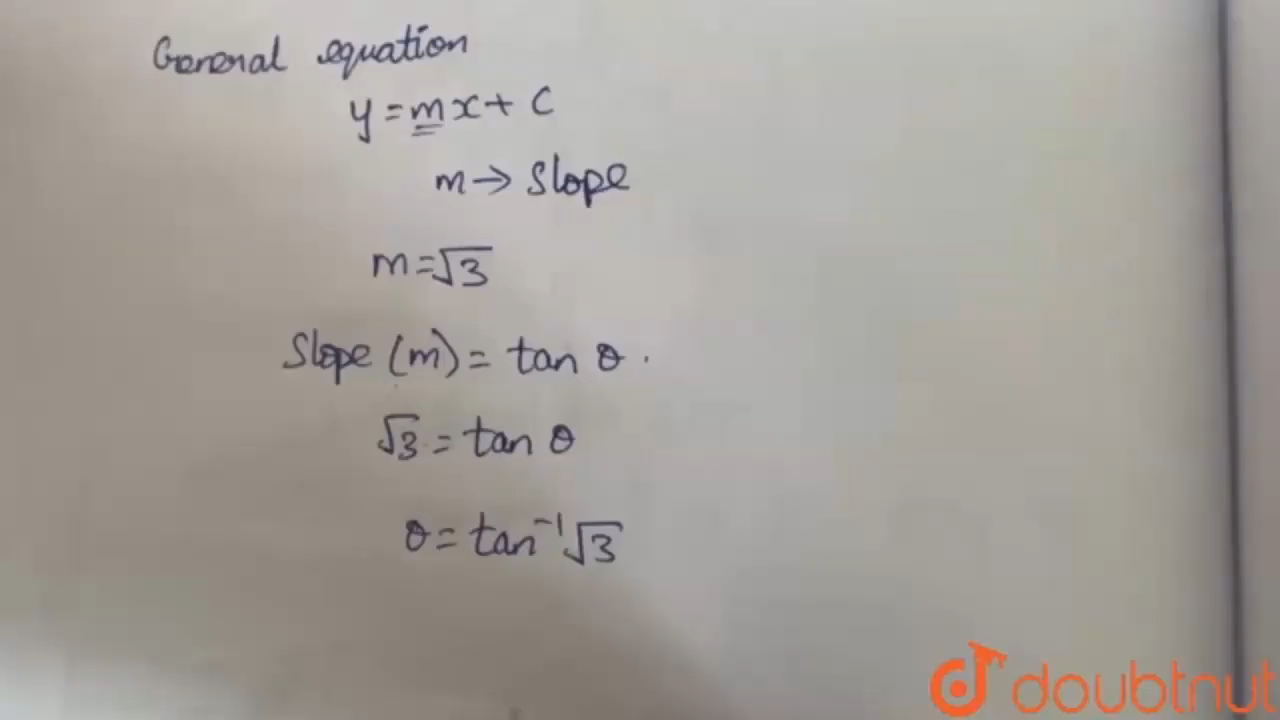 General equation
y = mx + c
m → Slope
m = √3
Slope (m) = tan θ .
√3 = tan θ
θ = tan⁻¹ √3
doubtnut